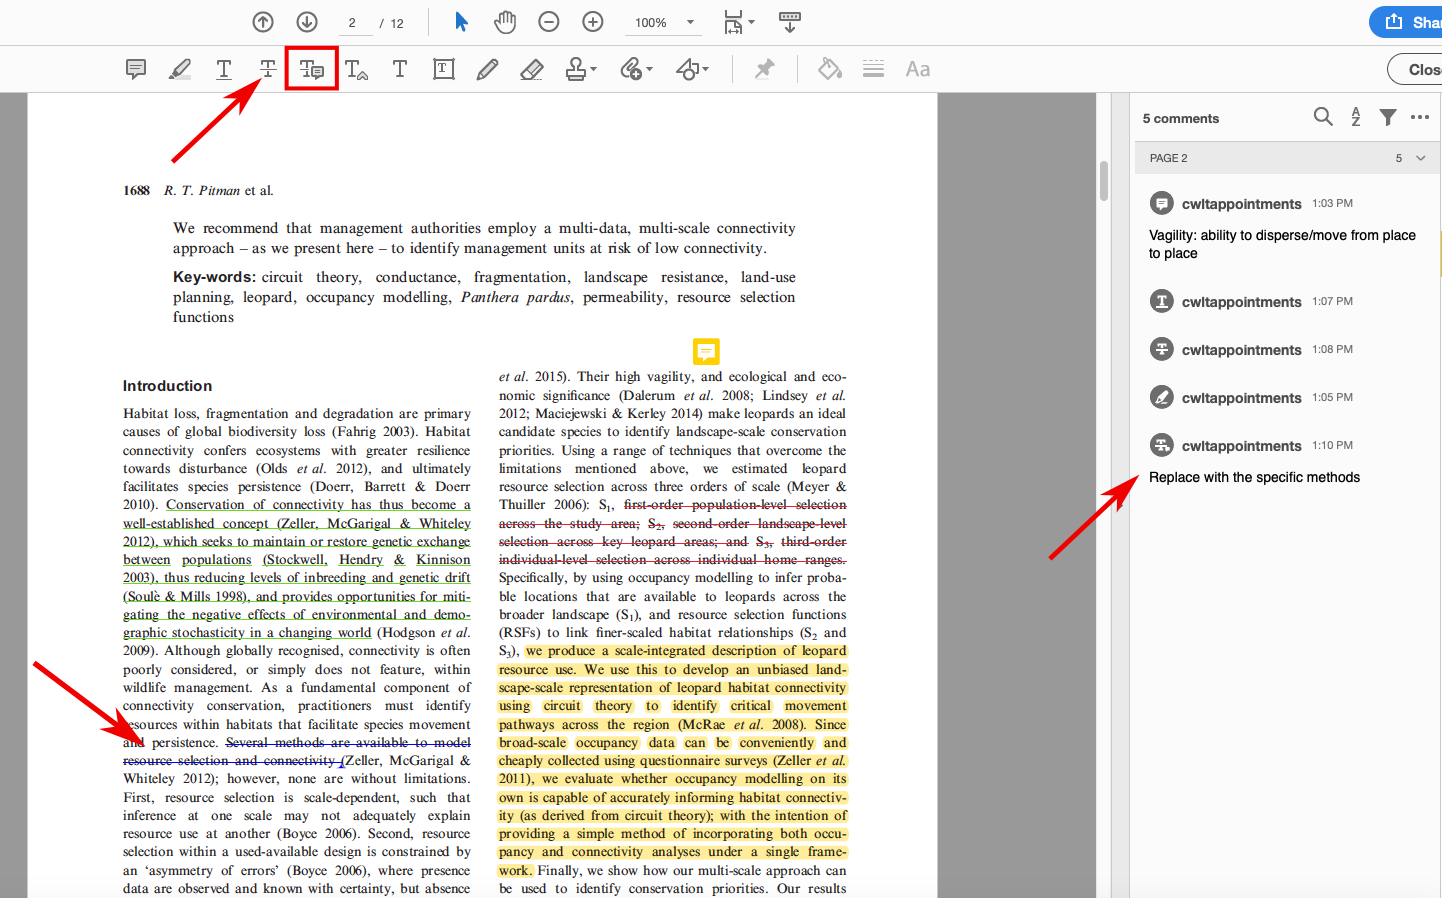 2 / 12
100%
Shar
Aa
Clos
1688 R. T. Pitman et al.
We recommend that management authorities employ a multi-data, multi-scale connectivity
approach – as we present here – to identify management units at risk of low connectivity.
Key-words: circuit theory, conductance, fragmentation, landscape resistance, land-use
planning, leopard, occupancy modelling, Panthera pardus, permeability, resource selection
functions
Introduction
Habitat loss, fragmentation and degradation are primary
causes of global biodiversity loss (Fahrig 2003). Habitat
connectivity confers ecosystems with greater resilience
towards disturbance (Olds et al. 2012), and ultimately
facilitates species persistence (Doerr, Barrett & Doerr
2010). Conservation of connectivity has thus become a
well-established concept (Zeller, McGarigal & Whiteley
2012), which seeks to maintain or restore genetic exchange
between populations (Stockwell, Hendry & Kinnison
2003), thus reducing levels of inbreeding and genetic drift
(Soulè & Mills 1998), and provides opportunities for miti-
gating the negative effects of environmental and demo-
graphic stochasticity in a changing world (Hodgson et al.
2009). Although globally recognised, connectivity is often
poorly considered, or simply does not feature, within
wildlife management. As a fundamental component of
connectivity conservation, practitioners must identify
resources within habitats that facilitate species movement
and persistence. Several methods are available to model
resource selection and connectivity (Zeller, McGarigal &
Whiteley 2012); however, none are without limitations.
First, resource selection is scale-dependent, such that
inference at one scale may not adequately explain
resource use at another (Boyce 2006). Second, resource
selection within a used-available design is constrained by
an ‘asymmetry of errors’ (Boyce 2006), where presence
data are observed and known with certainty, but absence
et al. 2015). Their high vagility, and ecological and eco-
nomic significance (Dalerum et al. 2008; Lindsey et al.
2012; Maciejewski & Kerley 2014) make leopards an ideal
candidate species to identify landscape-scale conservation
priorities. Using a range of techniques that overcome the
limitations mentioned above, we estimated leopard
resource selection across three orders of scale (Meyer &
Thuiller 2006): S1, first-order population-level selection
across the study area; S2, second-order landscape-level
selection across key leopard areas; and S3, third-order
individual-level selection across individual home ranges.
Specifically, by using occupancy modelling to infer proba-
ble locations that are available to leopards across the
broader landscape (S1), and resource selection functions
(RSFs) to link finer-scaled habitat relationships (S2 and
S3), we produce a scale-integrated description of leopard
resource use. We use this to develop an unbiased land-
scape-scale representation of leopard habitat connectivity
using circuit theory to identify critical movement
pathways across the region (McRae et al. 2008). Since
broad-scale occupancy data can be conveniently and
cheaply collected using questionnaire surveys (Zeller et al.
2011), we evaluate whether occupancy modelling on its
own is capable of accurately informing habitat connectiv-
ity (as derived from circuit theory); with the intention of
providing a simple method of incorporating both occu-
pancy and connectivity analyses under a single frame-
work. Finally, we show how our multi-scale approach can
be used to identify conservation priorities. Our results
5 comments
PAGE 2 5
cwltappointments 1:03 PM
Vagility: ability to disperse/move from place
to place
cwltappointments 1:07 PM
cwltappointments 1:08 PM
cwltappointments 1:05 PM
cwltappointments 1:10 PM
Replace with the specific methods